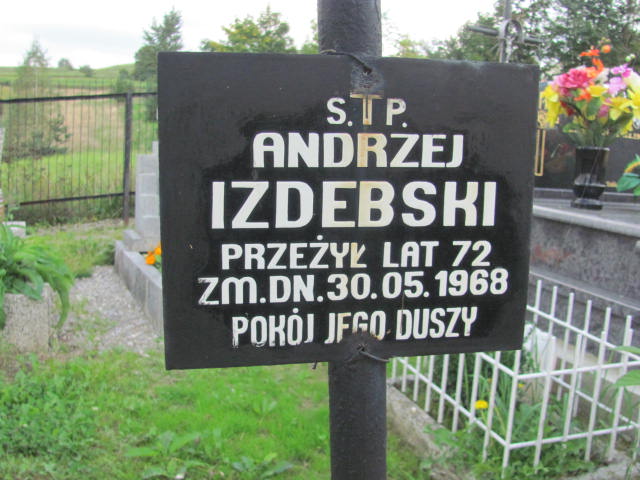 Ś.†P.
ANDRZEJ
IZDEBSKI
PRZEŻYŁ LAT 72
ZM.DN.30.05.1968
POKÓJ JEGO DUSZY